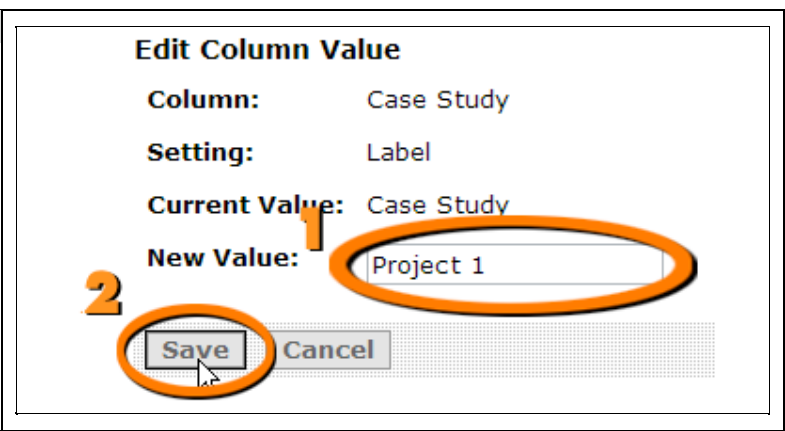 Edit Column Value
Column: Case Study
Setting: Label
Current Value: Case Study
1
New Value: Project 1
2
Save Cancel